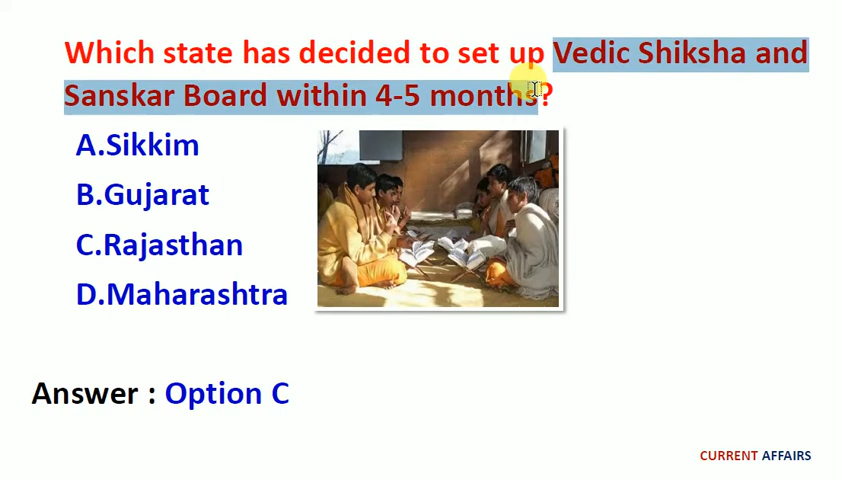 Which state has decided to set up Vedic Shiksha and
Sanskar Board within 4-5 months?
A.Sikkim
B.Gujarat
C.Rajasthan
D.Maharashtra
Answer : Option C
CURRENT AFFAIRS